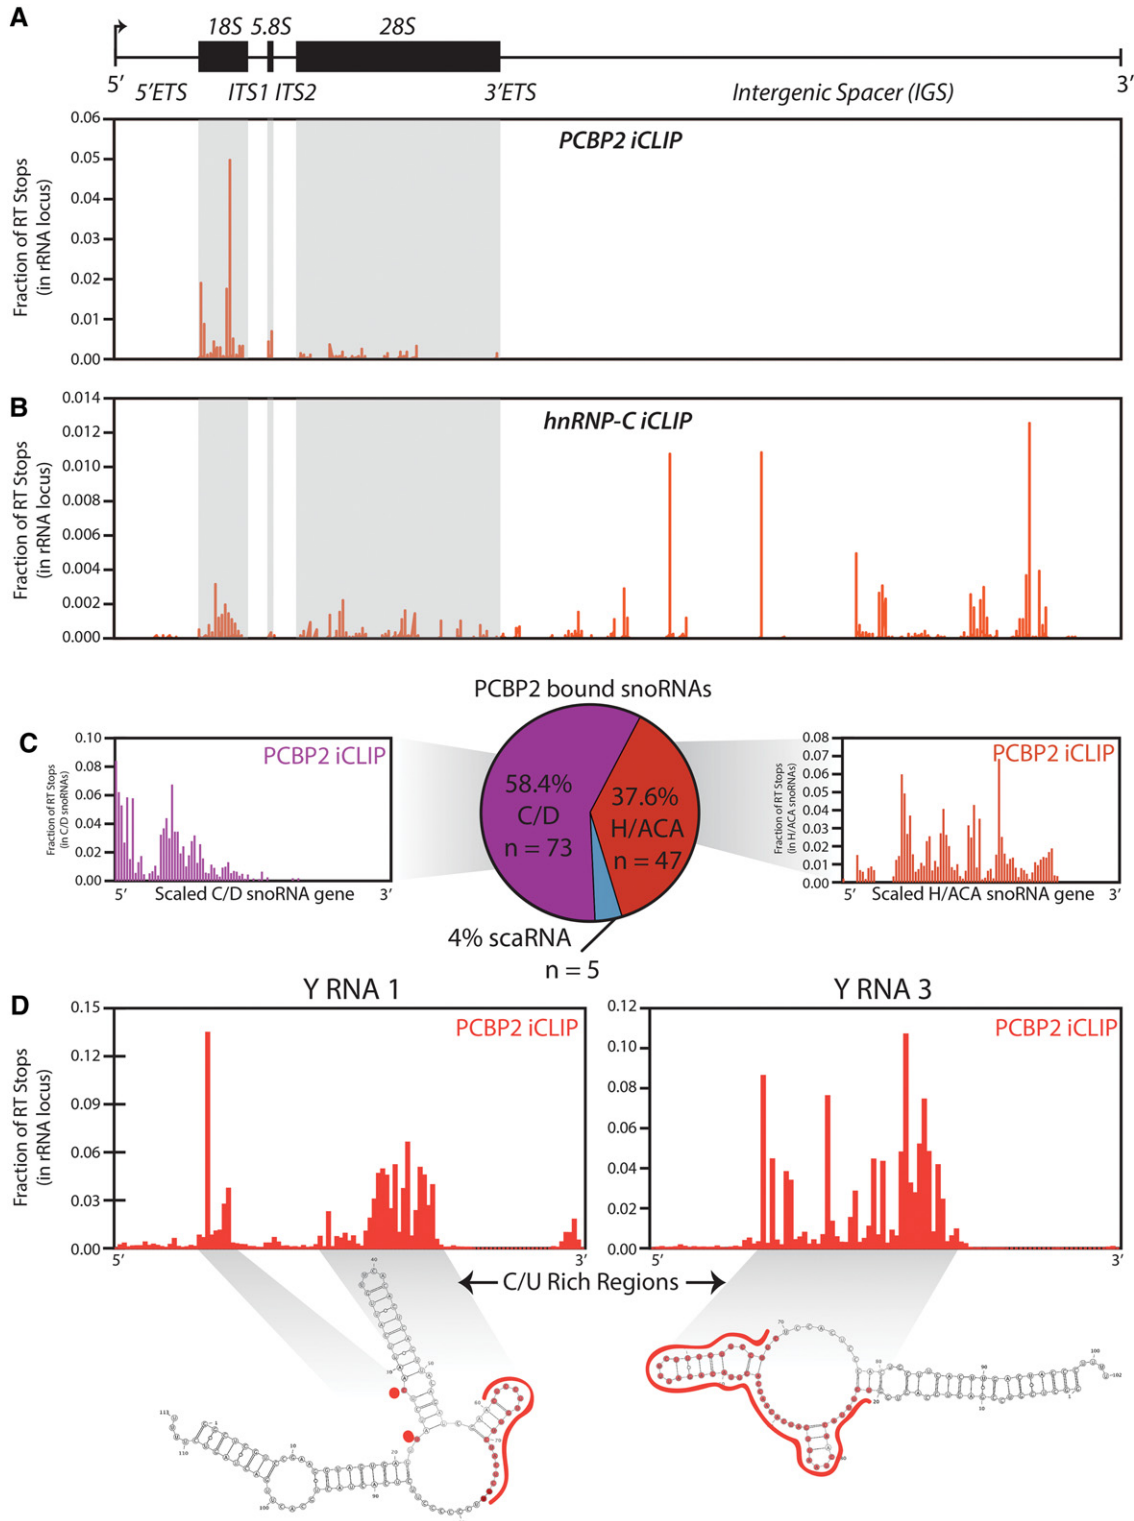 A
18S 5.8S 28S
5' 3'
5'ETS ITS1 ITS2 3'ETS Intergenic Spacer (IGS)
PCBP2 iCLIP
Fraction of RT Stops
(in rRNA locus)
0.06
0.05
0.04
0.03
0.02
0.01
0.00
B
hnRNP-C iCLIP
Fraction of RT Stops
(in rRNA locus)
0.014
0.012
0.010
0.008
0.006
0.004
0.002
0.000
PCBP2 bound snoRNAs
C
PCBP2 iCLIP
Fraction of RT Stops
(in C/D snoRNAs)
0.10
0.08
0.06
0.04
0.02
0.00
5' Scaled C/D snoRNA gene 3'
58.4%
C/D
n = 73
37.6%
H/ACA
n = 47
4% scaRNA
n = 5
PCBP2 iCLIP
Fraction of RT Stops
(in H/ACA snoRNAs)
0.08
0.07
0.06
0.05
0.04
0.03
0.02
0.01
0.00
5' Scaled H/ACA snoRNA gene 3'
D
Y RNA 1
PCBP2 iCLIP
Fraction of RT Stops
(in rRNA locus)
0.15
0.12
0.09
0.06
0.03
0.00
5' 3'
Y RNA 3
PCBP2 iCLIP
0.12
0.10
0.08
0.06
0.04
0.02
0.00
5' 3'
C/U Rich Regions